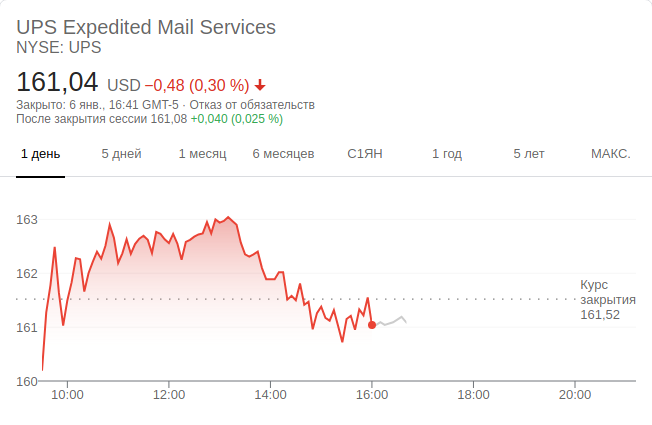 UPS Expedited Mail Services
NYSE: UPS
161,04 USD −0,48 (0,30 %)
Закрыто: 6 янв., 16:41 GMT-5 · Отказ от обязательств
После закрытия сессии 161,08 +0,040 (0,025 %)
1 день 5 дней 1 месяц 6 месяцев С1ЯН 1 год 5 лет МАКС.
163
162
Курс
закрытия
161,52
161
160
10:00 12:00 14:00 16:00 18:00 20:00